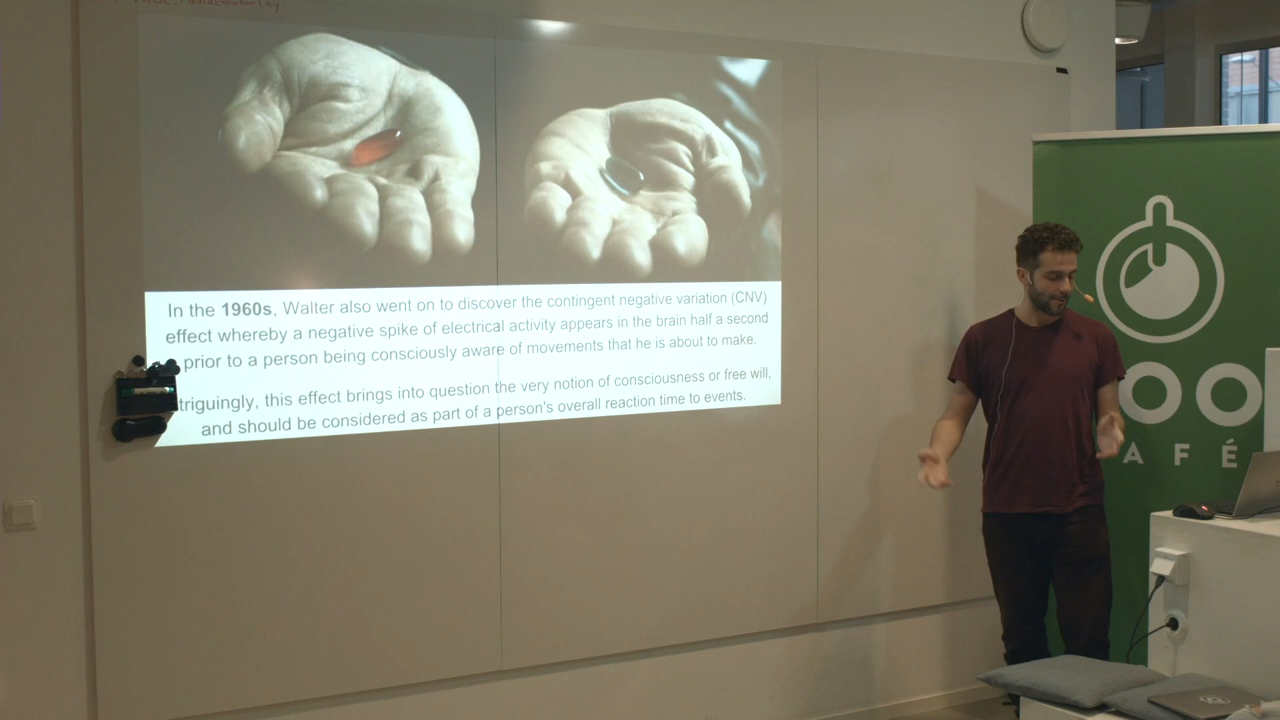 In the 1960s, Walter also went on to discover the contingent negative variation (CNV)
effect whereby a negative spike of electrical activity appears in the brain half a second
prior to a person being consciously aware of movements that he is about to make.
triguingly, this effect brings into question the very notion of consciousness or free will,
and should be considered as part of a person's overall reaction time to events.
OO
AFÉ